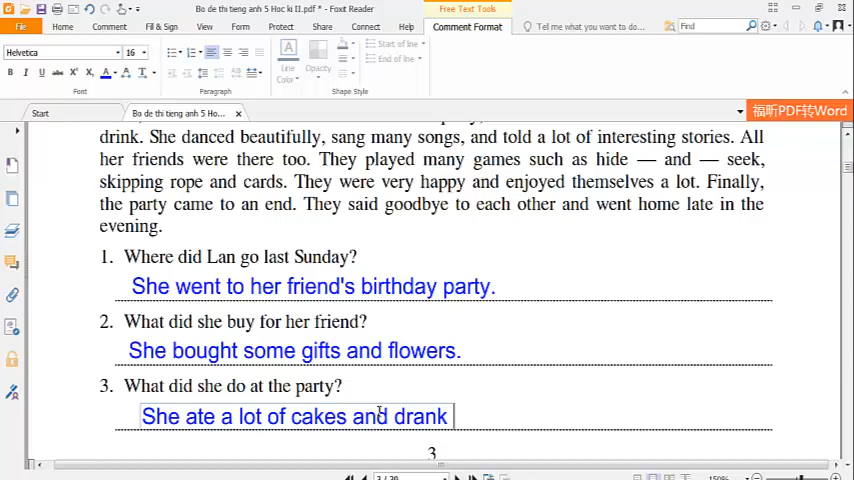 Bo de thi tieng anh 5 Hoc ki II.pdf * - Foxit Reader
Free Text Tools
File Home Comment Fill & Sign View Form Protect Share Connect Help Comment Format Tell me what you want to do... Find
Helvetica 16
Start of line
End of line
B I U abc X² X₂ A A T
Line Color Opacity
Font Paragraph Shape Style
Start Bo de thi tieng anh 5 Ho... 福昕PDF转Word
drink. She danced beautifully, sang many songs, and told a lot of interesting stories. All
her friends were there too. They played many games such as hide — and — seek,
skipping rope and cards. They were very happy and enjoyed themselves a lot. Finally,
the party came to an end. They said goodbye to each other and went home late in the
evening.
1. Where did Lan go last Sunday?
She went to her friend's birthday party.
2. What did she buy for her friend?
She bought some gifts and flowers.
3. What did she do at the party?
She ate a lot of cakes and drank
3
3 / 39
150%